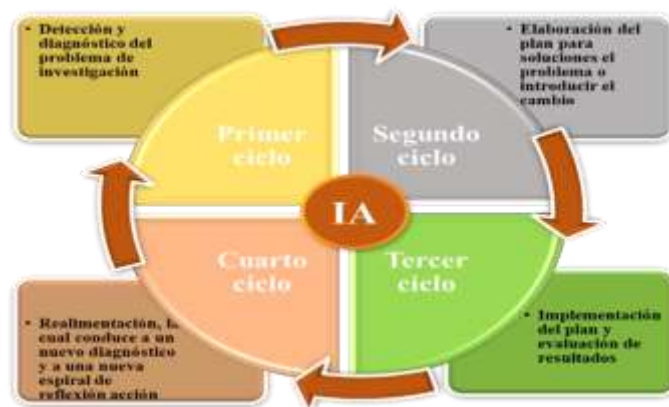 • Detección y
diagnóstico del
problema de
investigación
• Elaboración del
plan para
soluciones el
problema o
introducir el
cambio
Primer
ciclo
Segundo
ciclo
IA
Cuarto
ciclo
Tercer
ciclo
• Realimentación, la
cual conduce a un
nuevo diagnóstico
y a una nueva
espiral de
reflexión acción
• Implementación
del plan y
evaluación de
resultados